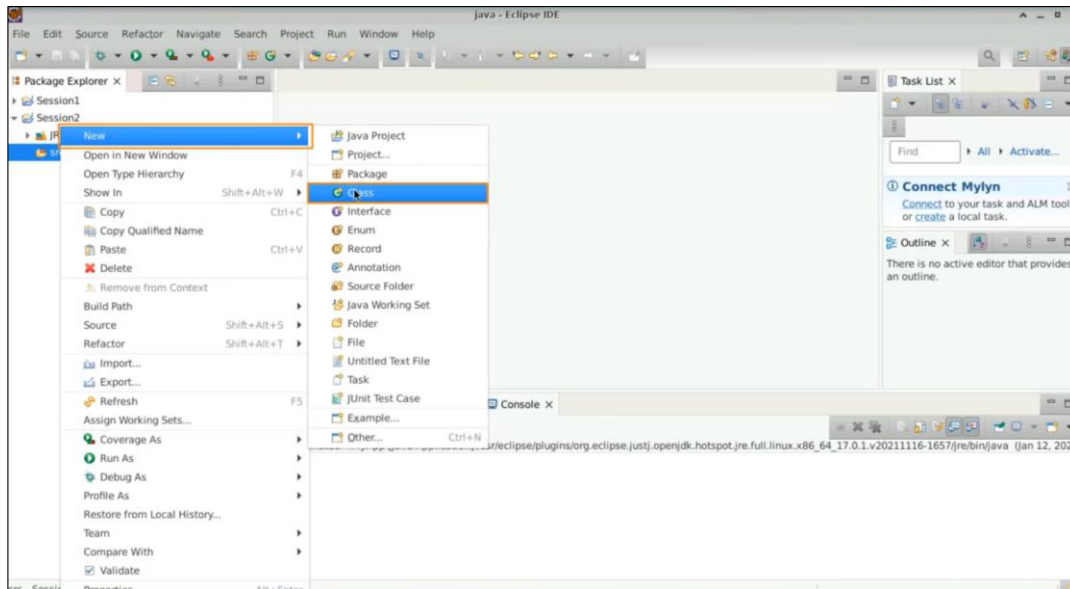 java - Eclipse IDE
File Edit Source Refactor Navigate Search Project Run Window Help
Package Explorer
Session1
Session2
New
Open in New Window
Open Type Hierarchy F4
Show In Shift+Alt+W
Copy Ctrl+C
Copy Qualified Name
Paste Ctrl+V
Delete
Remove from Context
Build Path
Source Shift+Alt+S
Refactor Shift+Alt+T
Import...
Export...
Refresh F5
Assign Working Sets...
Coverage As
Run As
Debug As
Profile As
Restore from Local History...
Team
Compare With
Validate
Java Project
Project...
Package
Class
Interface
Enum
Record
Annotation
Source Folder
Java Working Set
Folder
File
Untitled Text File
Task
JUnit Test Case
Example...
Other... Ctrl+N
Task List
Find All Activate...
Connect Mylyn
Connect to your task and ALM tool
or create a local task.
Outline
There is no active editor that provides
an outline.
Console
/eclipse/plugins/org.eclipse.justj.openjdk.hotspot.jre.full.linux.x86_64_17.0.1.v20211116-1657/jre/bin/java (Jan 12, 202